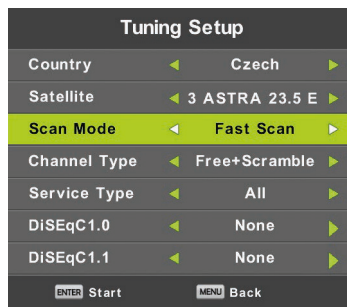 Tuning Setup
Country Czech
Satellite 3 ASTRA 23.5 E
Scan Mode Fast Scan
Channel Type Free+Scramble
Service Type All
DiSEqC1.0 None
DiSEqC1.1 None
ENTER Start MENU Back